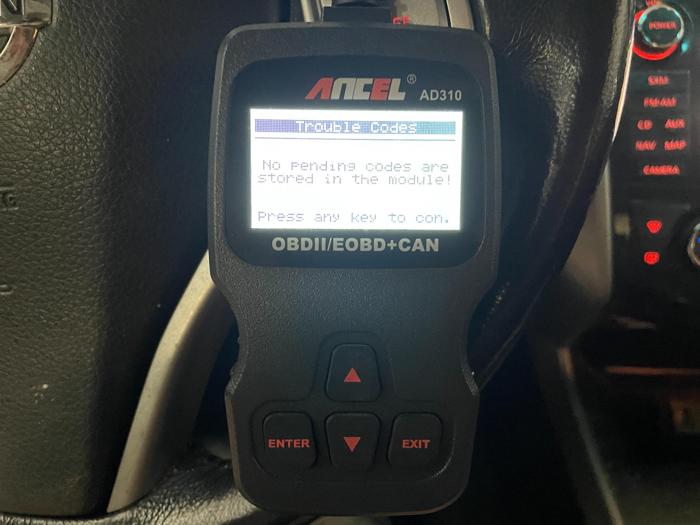 ANCEL® AD310
Trouble Codes
No pending codes are
stored in the module!
Press any key to con.
OBDII/EOBD+CAN
ENTER
EXIT
POWER
FM·AM
CD AUX
NAV MAP
CAMERA